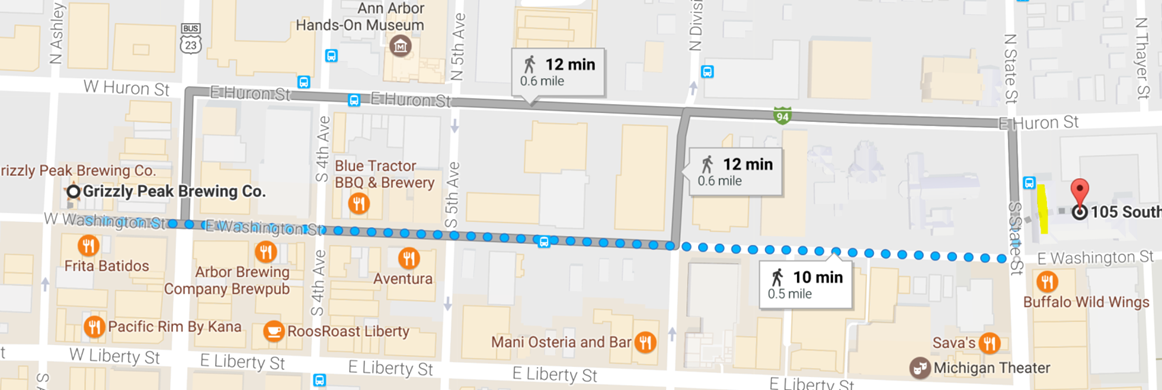 N Ashley
BUS
23
Ann Arbor
Hands-On Museum
N 5th Ave
N Divisi
N State St
N Thayer St
12 min
0.6 mile
W Huron St
E Huron St
E Huron St
94
E Huron St
S 4th Ave
Blue Tractor
BBQ & Brewery
12 min
0.6 mile
rizzly Peak Brewing Co.
Grizzly Peak Brewing Co.
S 5th Ave
105 South
W Washington St
E Washington St
S State St
E Washington St
Frita Batidos
Arbor Brewing
Company Brewpub
S 4th Ave
Aventura
10 min
0.5 mile
Buffalo Wild Wings
Pacific Rim By Kana
RoosRoast Liberty
Mani Osteria and Bar
Sava's
Michigan Theater
W Liberty St
E Liberty St
E Liberty St
E Liberty St